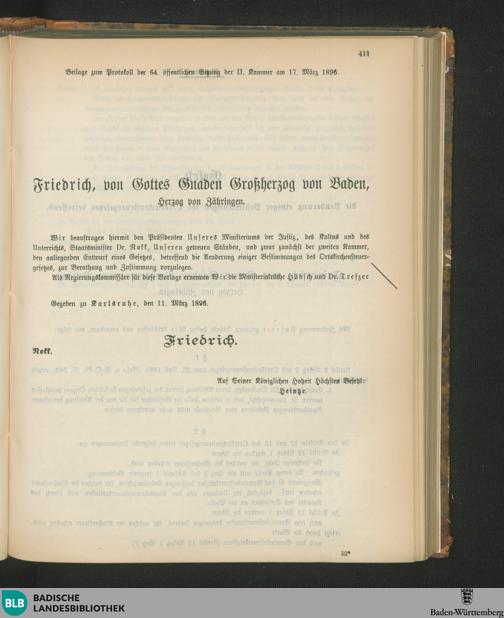 411
Beilage zum Protokoll der 64. öffentlichen Sitzung der II. Kammer am 17. März 1896.
Friedrich, von Gottes Gnaden Großherzog von Baden,
Herzog von Zähringen.
Wir beauftragen hiermit den Präsidenten Unseres Ministeriums der Justiz, des Kultus und des
Unterrichts, Staatsminister Dr. Nokk, Unseren getreuen Ständen, und zwar zunächst der zweiten Kammer,
den anliegenden Entwurf eines Gesetzes, betreffend die Aenderung einiger Bestimmungen des Ortskirchensteuer-
gesetzes, zur Berathung und Zustimmung vorzulegen.
Als Regierungskommissäre für diese Vorlage ernennen Wir die Ministerialräthe Hübsch und Dr. Trefzer
Gegeben zu Karlsruhe, den 11. März 1896.
Friedrich.
Nokk.
Auf Seiner Königlichen Hoheit Höchsten Befehl:
Heintze.
52*
BLB
BADISCHE
LANDESBIBLIOTHEK
Baden-Württemberg